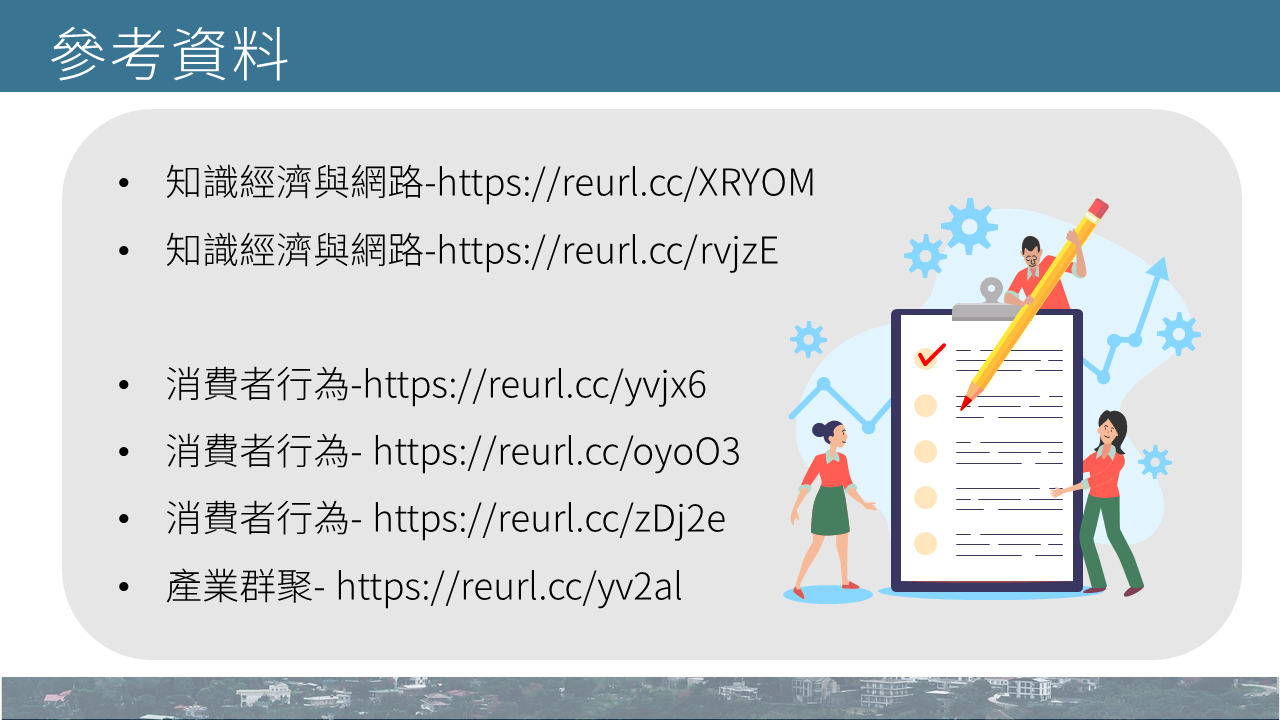 參考資料
• 知識經濟與網路-https://reurl.cc/XRYOM
• 知識經濟與網路-https://reurl.cc/rvjzE
• 消費者行為-https://reurl.cc/yvjx6
• 消費者行為- https://reurl.cc/oyoO3
• 消費者行為- https://reurl.cc/zDj2e
• 產業群聚- https://reurl.cc/yv2al